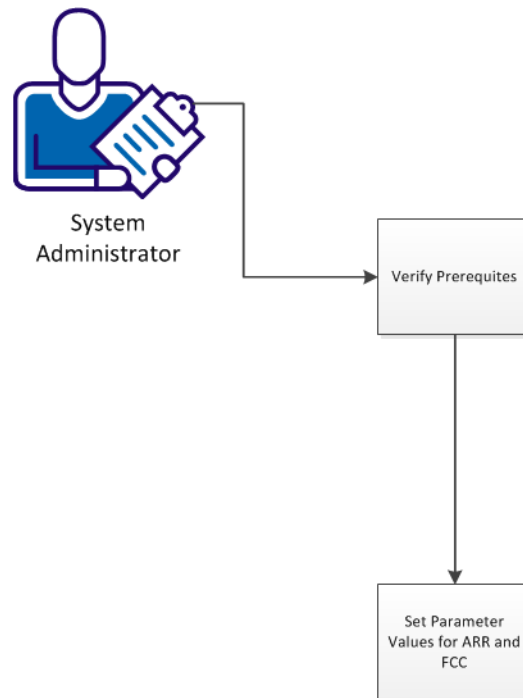 System
Administrator
Verify Prerequites
Set Parameter
Values for ARR and
FCC